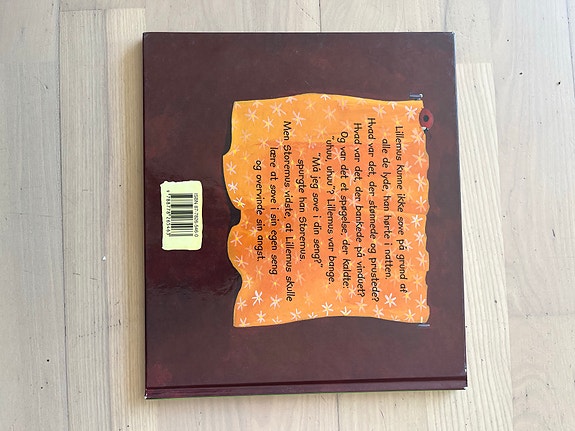 Lillemus kunne ikke sove på grund af
alle de lyde, han hørte i natten.
Hvad var det, der stønnede og prustede?
Hvad var det, der bankede på vinduet?
Og var det et spøgelse, der kaldte:
"uhuu, uhuu"? Lillemus var bange.
"Må jeg sove i din seng?"
spurgte han Storemus.
Men Storemus vidste, at Lillemus skulle
lære at sove i sin egen seng
og overvinde sin angst.